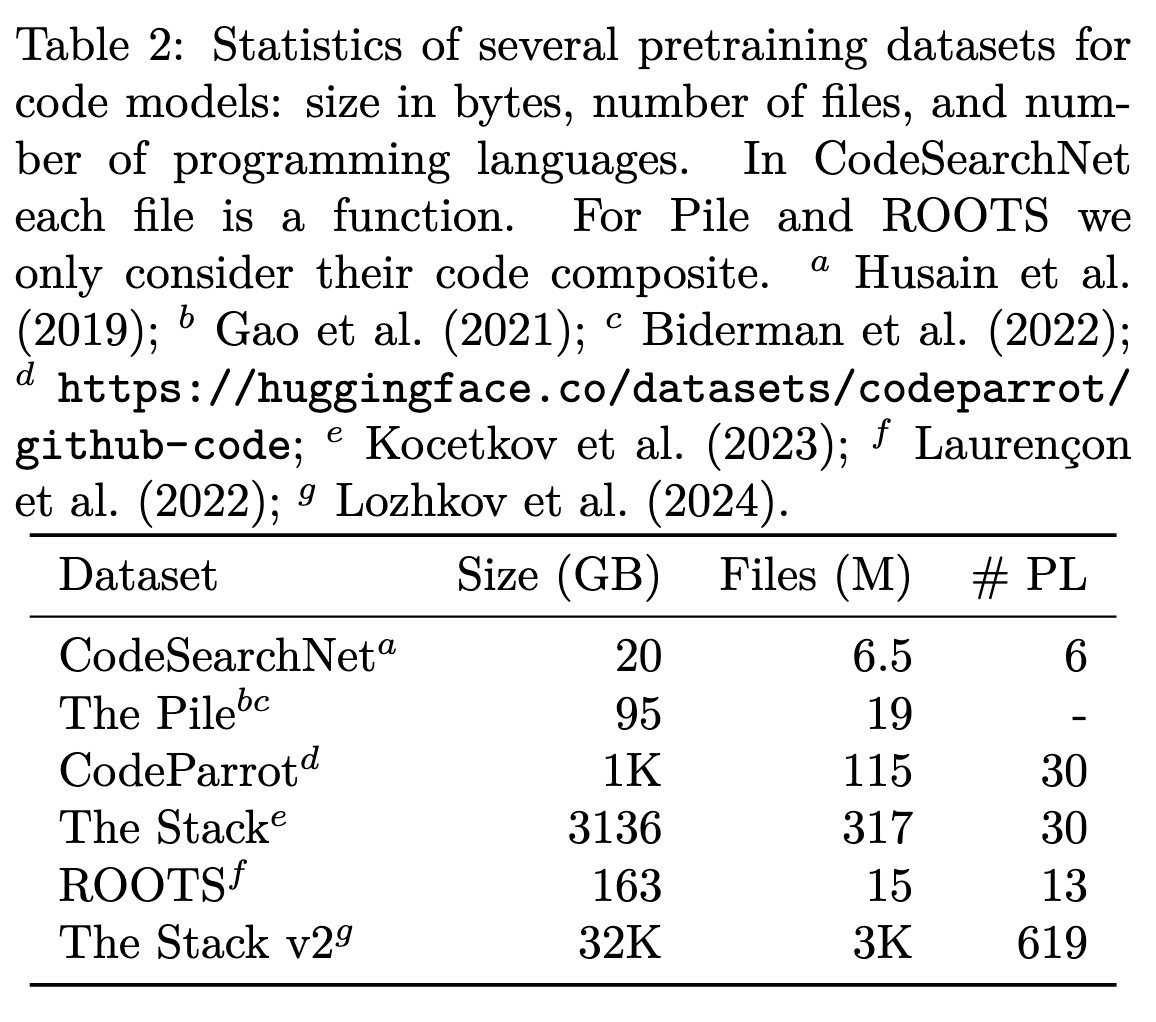 Table 2: Statistics of several pretraining datasets for
code models: size in bytes, number of files, and num-
ber of programming languages. In CodeSearchNet
each file is a function. For Pile and ROOTS we
only consider their code composite. a Husain et al.
(2019); b Gao et al. (2021); c Biderman et al. (2022);
d https://huggingface.co/datasets/codeparrot/
github-code; e Kocetkov et al. (2023); f Laurençon
et al. (2022); g Lozhkov et al. (2024).
Dataset Size (GB) Files (M) # PL
CodeSearchNet a 20 6.5 6
The Pile bc 95 19 -
CodeParrot d 1K 115 30
The Stack e 3136 317 30
ROOTS f 163 15 13
The Stack v2 g 32K 3K 619